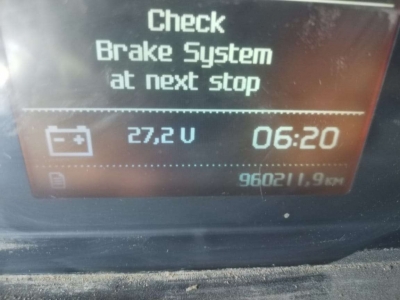 Check
Brake System
at next stop
27,2 V 06:20
960211,9 KM